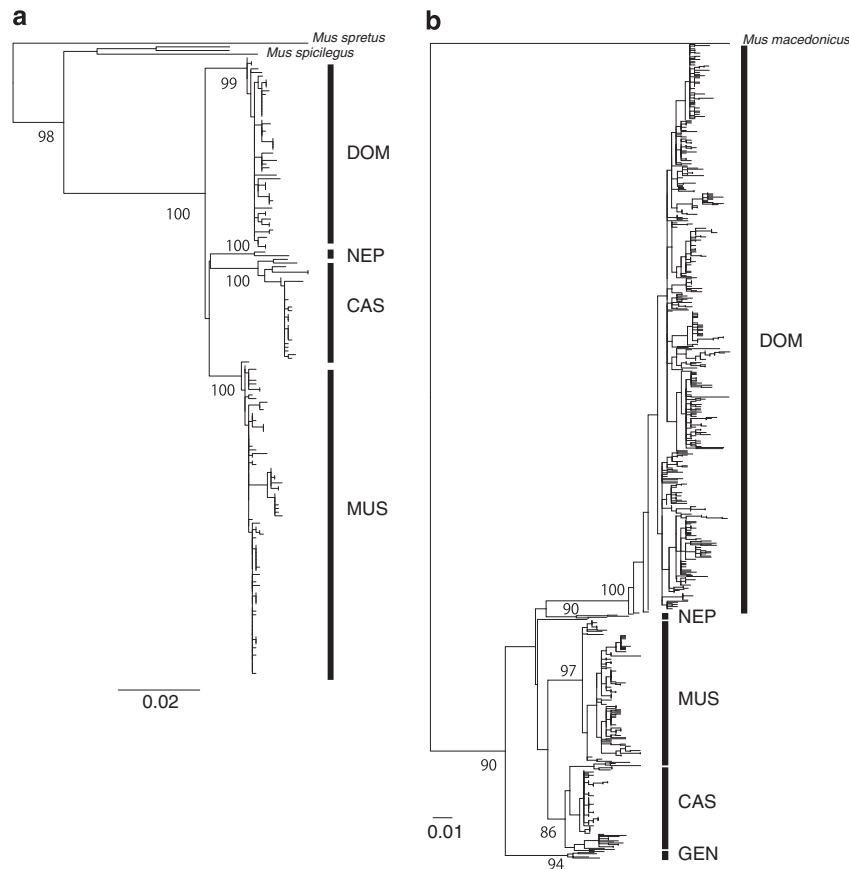 a
Mus spretus
Mus spicilegus
99
98
DOM
100
100
NEP
100
CAS
100
MUS
0.02
b
Mus macedonicus
DOM
100
90
NEP
97
MUS
90
CAS
0.01
86
GEN
94